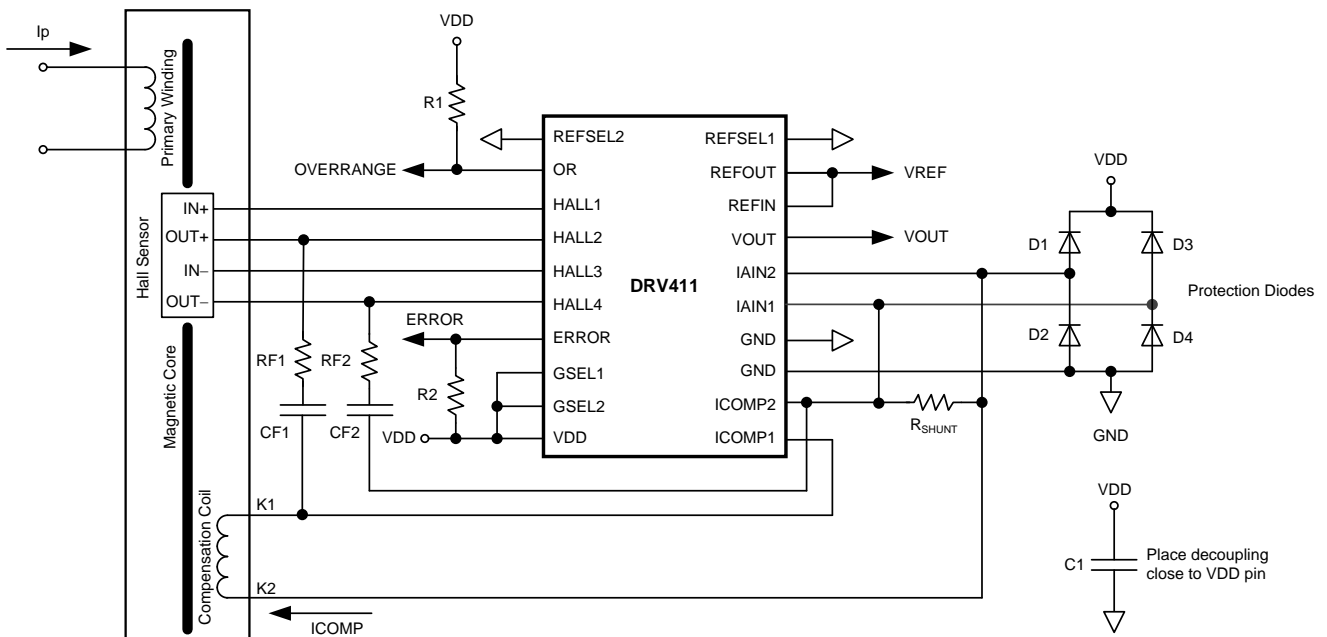 Ip
Primary Winding
Hall Sensor
IN+
OUT+
IN−
OUT−
Magnetic Core
Compensation Coil
K1
K2
ICOMP
RF1
RF2
CF1
CF2
VDD
R1
OVERRANGE
ERROR
R2
VDD
DRV411
REFSEL2
OR
HALL1
HALL2
HALL3
HALL4
ERROR
GSEL1
GSEL2
VDD
REFSEL1
REFOUT
REFIN
VOUT
IAIN2
IAIN1
GND
GND
ICOMP2
ICOMP1
VREF
VOUT
RSHUNT
VDD
D1
D3
D2
D4
Protection Diodes
GND
VDD
C1
Place decoupling
close to VDD pin